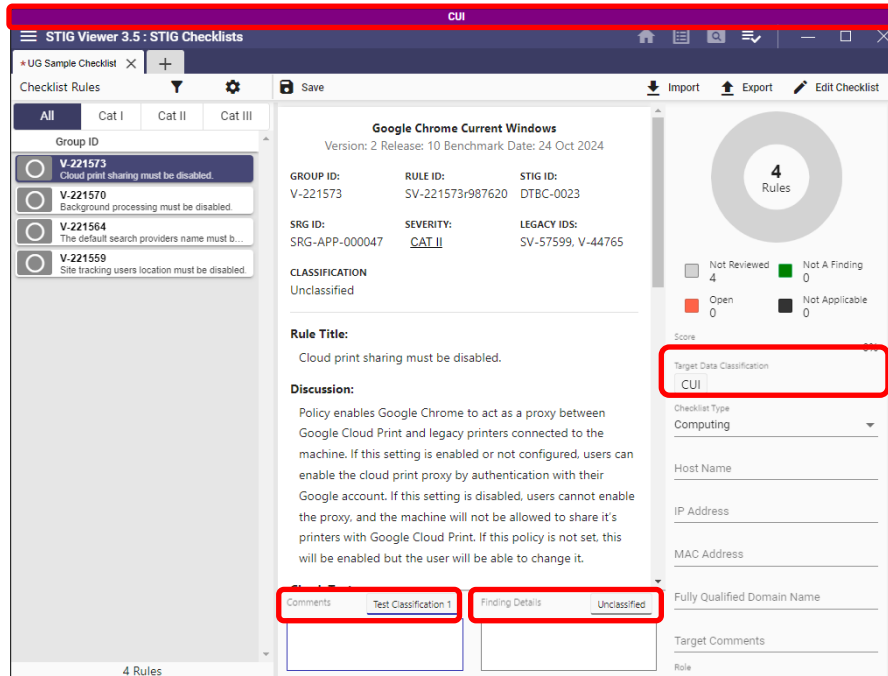 CUI
STIG Viewer 3.5 : STIG Checklists
* UG Sample Checklist
Checklist Rules
Save
Import
Export
Edit Checklist
All
Cat I
Cat II
Cat III
Group ID
V-221573
Cloud print sharing must be disabled.
V-221570
Background processing must be disabled.
V-221564
The default search providers name must b...
V-221559
Site tracking users location must be disabled.
4 Rules
Google Chrome Current Windows
Version: 2 Release: 10 Benchmark Date: 24 Oct 2024
GROUP ID: RULE ID: STIG ID:
V-221573 SV-221573r987620 DTBC-0023
SRG ID: SEVERITY: LEGACY IDS:
SRG-APP-000047 CAT II SV-57599, V-44765
CLASSIFICATION
Unclassified
Rule Title:
Cloud print sharing must be disabled.
Discussion:
Policy enables Google Chrome to act as a proxy between
Google Cloud Print and legacy printers connected to the
machine. If this setting is enabled or not configured, users can
enable the cloud print proxy by authentication with their
Google account. If this setting is disabled, users cannot enable
the proxy, and the machine will not be allowed to share it's
printers with Google Cloud Print. If this policy is not set, this
will be enabled but the user will be able to change it.
Comments
Test Classification 1
Finding Details
Unclassified
4
Rules
Not Reviewed
4
Not A Finding
0
Open
0
Not Applicable
0
Score
Target Data Classification
CUI
Checklist Type
Computing
Host Name
IP Address
MAC Address
Fully Qualified Domain Name
Target Comments
Role